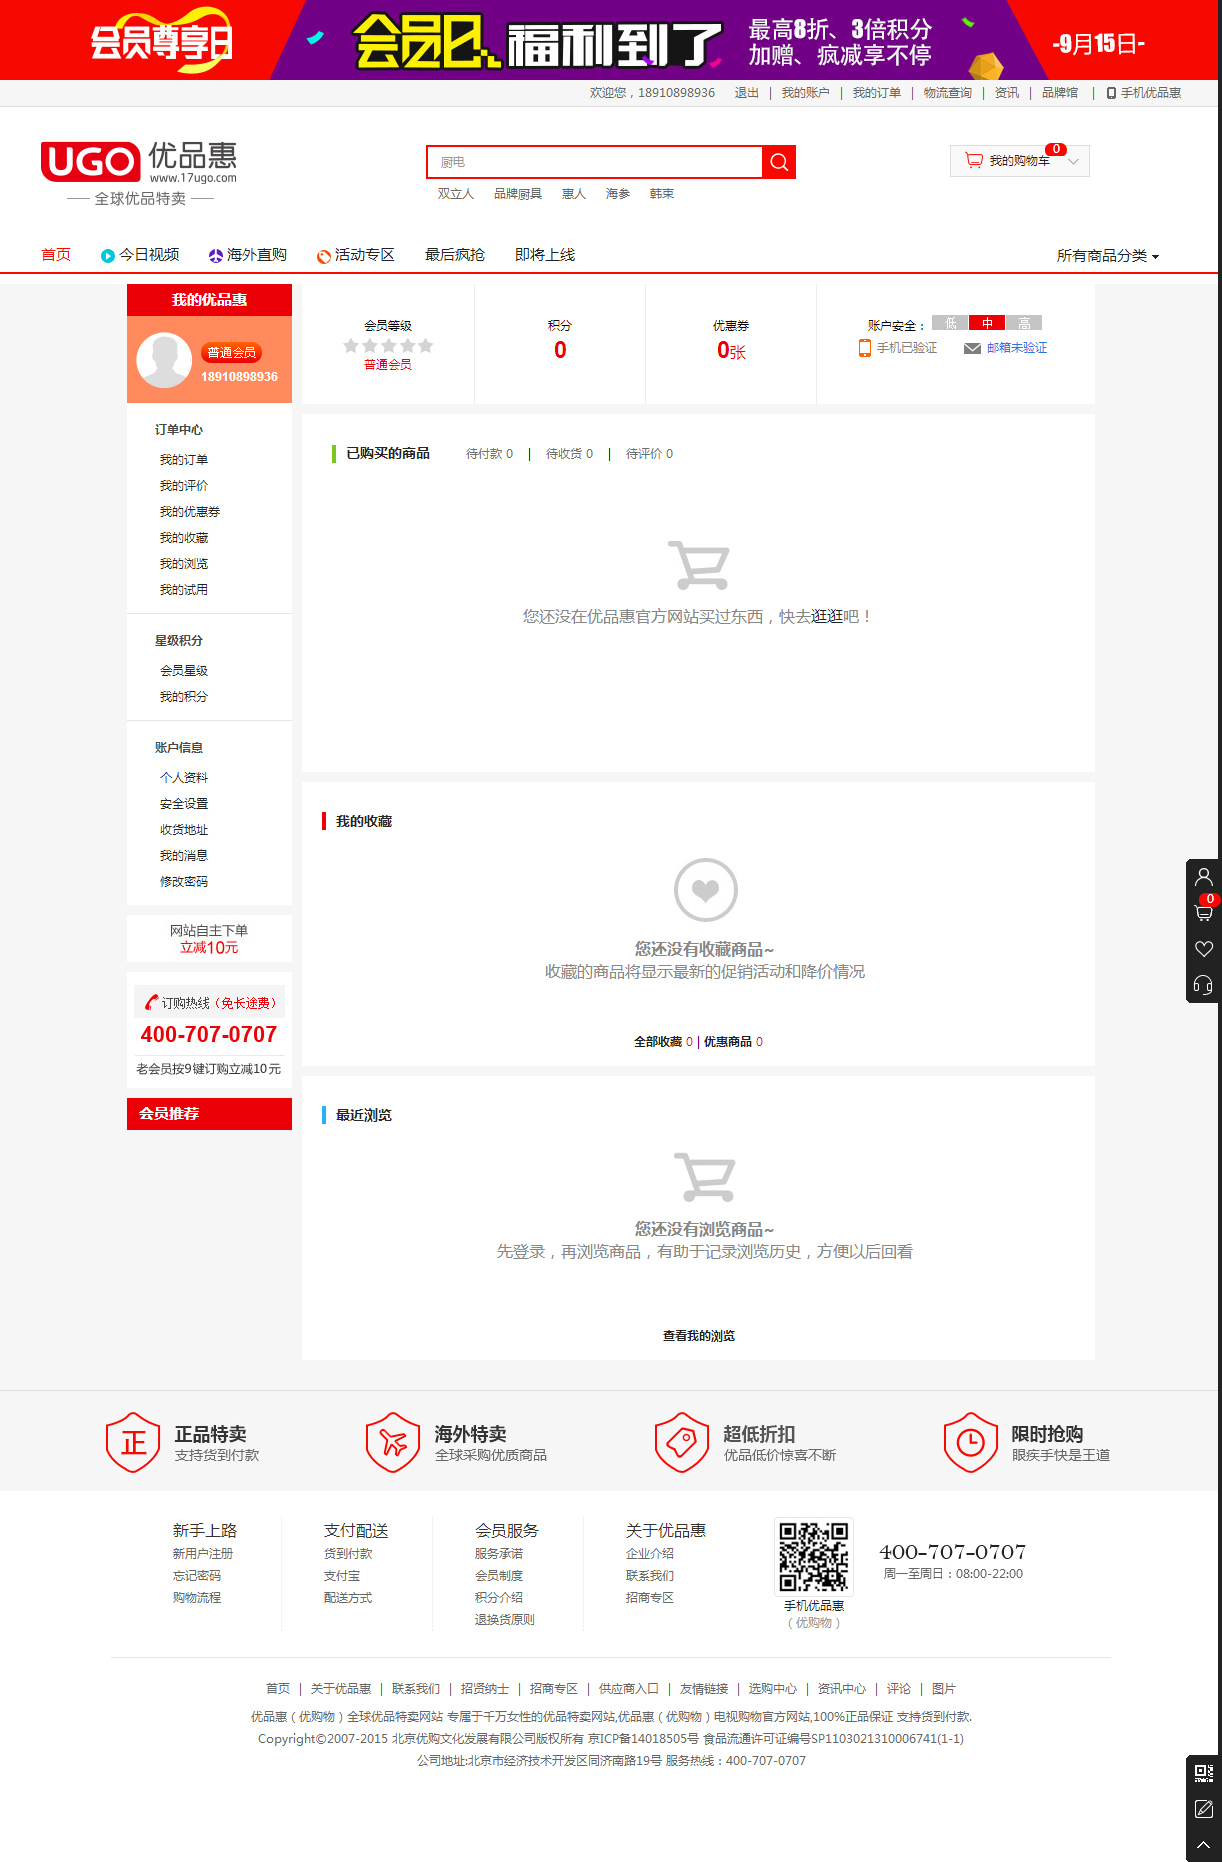 会员尊享日
会员日、福利到了
最高8折、3倍积分
加赠、疯减享不停
-9月15日-
欢迎您，18910898936 退出 | 我的账户 | 我的订单 | 物流查询 | 资讯 | 品牌馆 | 手机优品惠
UGO 优品惠
www.17ugo.com
全球优品特卖
厨电
双立人 品牌厨具 惠人 海参 韩束
我的购物车 0
首页 今日视频 海外直购 活动专区 最后疯抢 即将上线 所有商品分类
我的优品惠
普通会员
18910898936
订单中心
我的订单
我的评价
我的优惠券
我的收藏
我的浏览
我的试用
星级积分
会员星级
我的积分
账户信息
个人资料
安全设置
收货地址
我的消息
修改密码
网站自主下单
立减10元
订购热线（免长途费）
400-707-0707
老会员按9键订购立减10元
会员推荐
会员等级
普通会员
积分
0
优惠券
0张
账户安全： 低 中 高
手机已验证 邮箱未验证
已购买的商品 待付款 0 | 待收货 0 | 待评价 0
您还没在优品惠官方网站买过东西，快去逛逛吧！
我的收藏
您还没有收藏商品~
收藏的商品将显示最新的促销活动和降价情况
全部收藏 0 | 优惠商品 0
最近浏览
您还没有浏览商品~
先登录，再浏览商品，有助于记录浏览历史，方便以后回看
查看我的浏览
0
正
正品特卖
支持货到付款
海外特卖
全球采购优质商品
超低折扣
优品低价惊喜不断
限时抢购
眼疾手快是王道
新手上路
新用户注册
忘记密码
购物流程
支付配送
货到付款
支付宝
配送方式
会员服务
服务承诺
会员制度
积分介绍
退换货原则
关于优品惠
企业介绍
联系我们
招商专区
手机优品惠
（优购物）
400-707-0707
周一至周日：08:00-22:00
首页 | 关于优品惠 | 联系我们 | 招贤纳士 | 招商专区 | 供应商入口 | 友情链接 | 选购中心 | 资讯中心 | 评论 | 图片
优品惠（优购物）全球优品特卖网站 专属于千万女性的优品特卖网站,优品惠（优购物）电视购物官方网站,100%正品保证 支持货到付款.
Copyright©2007-2015 北京优购文化发展有限公司版权所有 京ICP备14018505号 食品流通许可证编号SP1103021310006741(1-1)
公司地址:北京市经济技术开发区同济南路19号 服务热线：400-707-0707